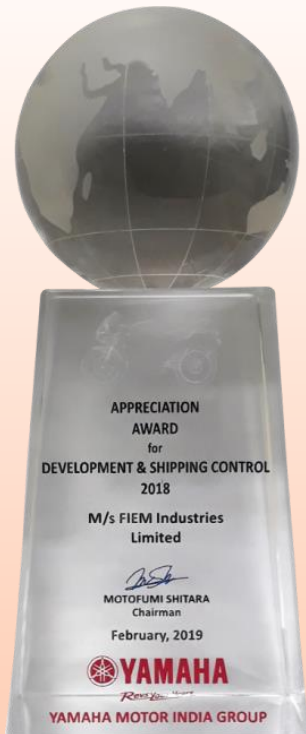 APPRECIATION
AWARD
for
DEVELOPMENT & SHIPPING CONTROL
2018
M/s FIEM Industries
Limited
MOTOFUMI SHITARA
Chairman
February, 2019
YAMAHA
YAMAHA MOTOR INDIA GROUP